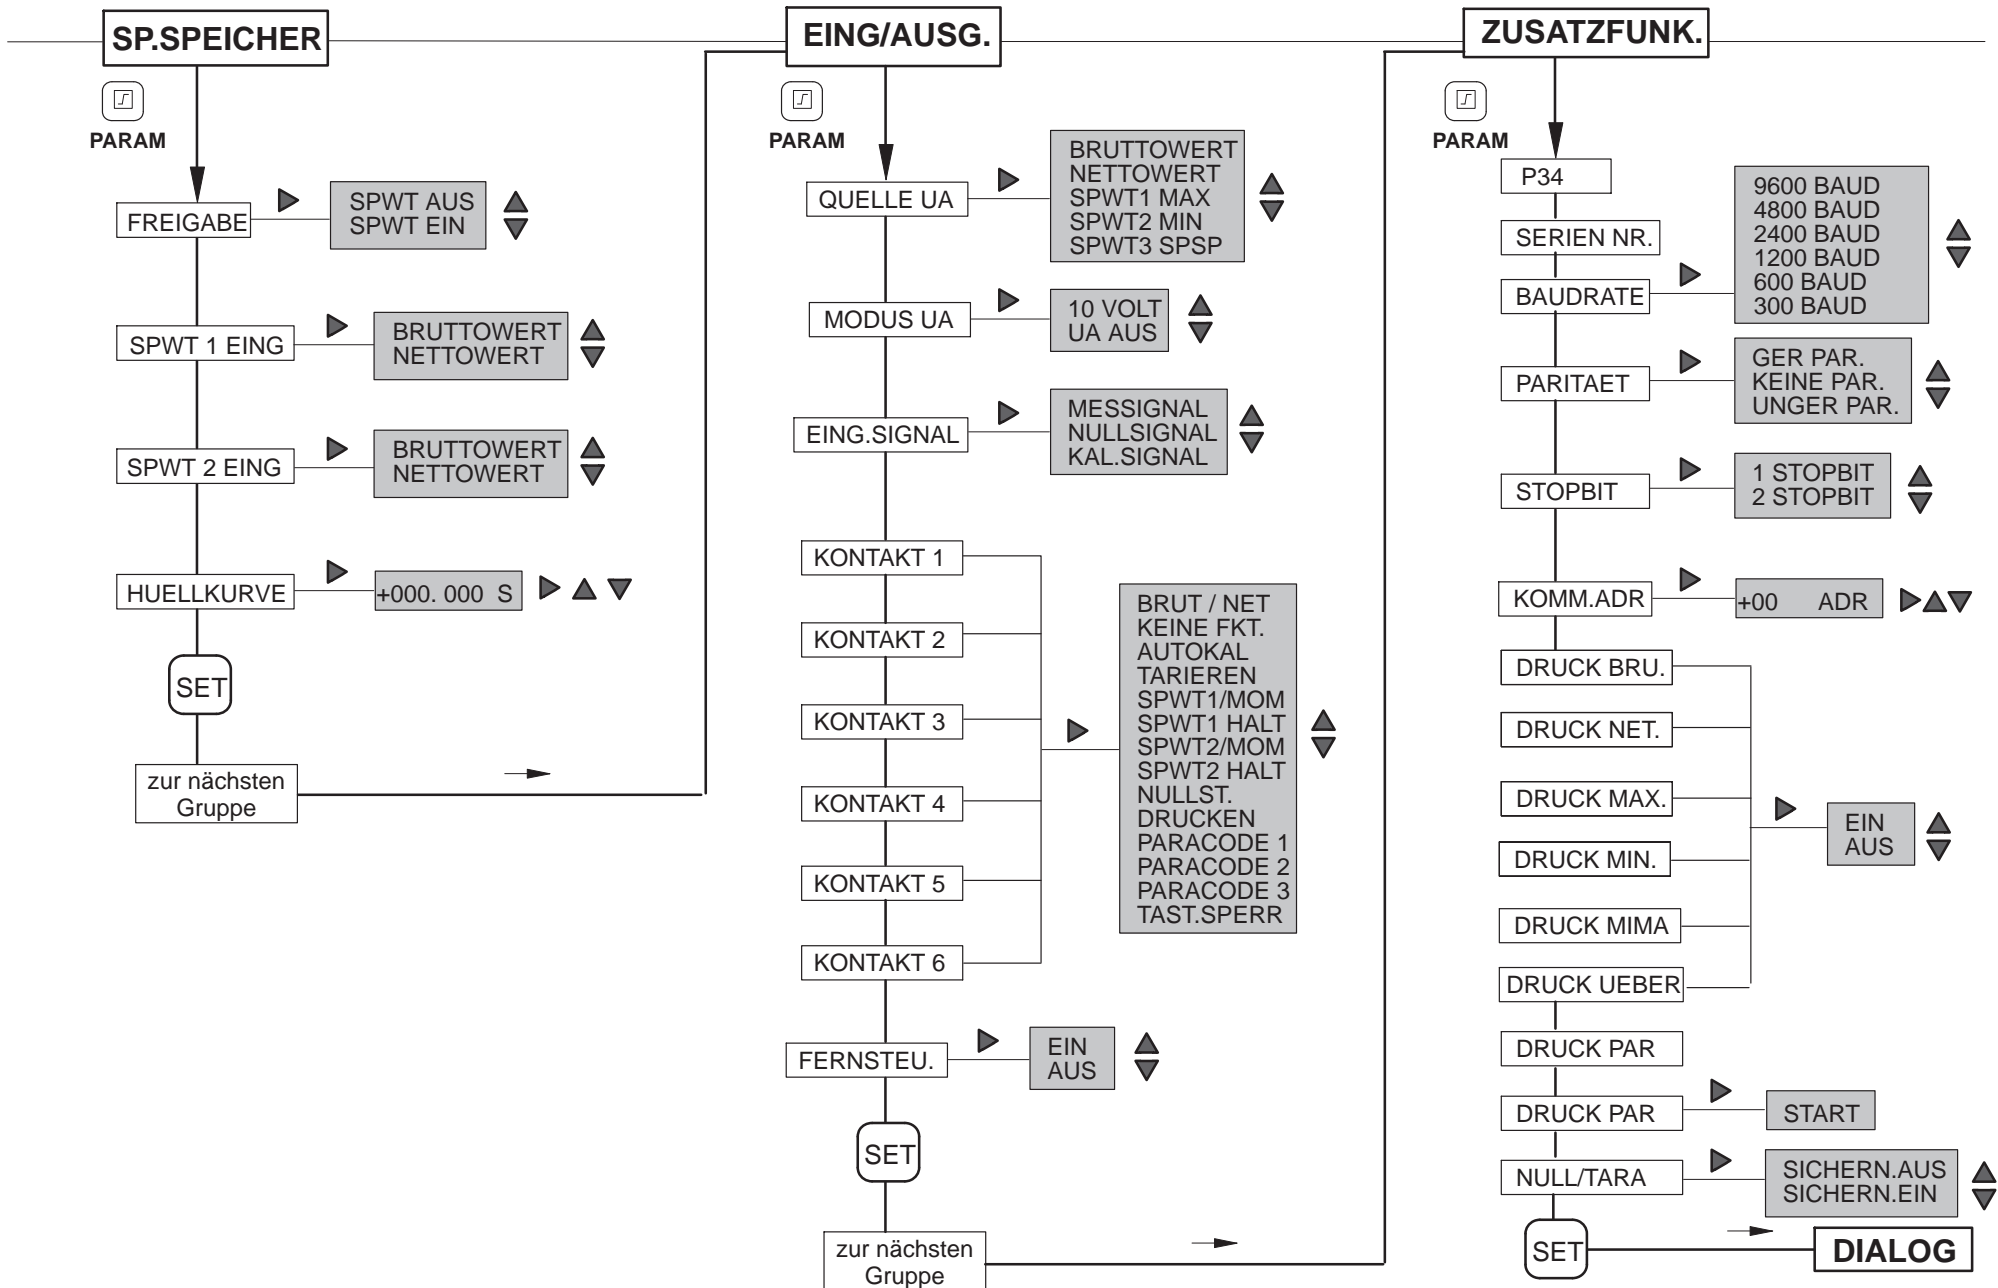 SP.SPEICHER
PARAM
FREIGABE
SPWT AUS
SPWT EIN
SPWT 1 EING
BRUTTOWERT
NETTOWERT
SPWT 2 EING
BRUTTOWERT
NETTOWERT
HUELLKURVE
+000. 000 S
SET
zur nächsten
Gruppe
EING/AUSG.
PARAM
QUELLE UA
BRUTTOWERT
NETTOWERT
SPWT1 MAX
SPWT2 MIN
SPWT3 SPSP
MODUS UA
10 VOLT
UA AUS
EING.SIGNAL
MESSIGNAL
NULLSIGNAL
KAL.SIGNAL
KONTAKT 1
KONTAKT 2
KONTAKT 3
KONTAKT 4
KONTAKT 5
KONTAKT 6
BRUT / NET
KEINE FKT.
AUTOKAL
TARIEREN
SPWT1/MOM
SPWT1 HALT
SPWT2/MOM
SPWT2 HALT
NULLST.
DRUCKEN
PARACODE 1
PARACODE 2
PARACODE 3
TAST.SPERR
FERNSTEU.
EIN
AUS
SET
zur nächsten
Gruppe
ZUSATZFUNK.
PARAM
P34
SERIEN NR.
BAUDRATE
9600 BAUD
4800 BAUD
2400 BAUD
1200 BAUD
600 BAUD
300 BAUD
PARITAET
GER PAR.
KEINE PAR.
UNGER PAR.
STOPBIT
1 STOPBIT
2 STOPBIT
KOMM.ADR
+00 ADR
DRUCK BRU.
DRUCK NET.
DRUCK MAX.
DRUCK MIN.
DRUCK MIMA
DRUCK UEBER
EIN
AUS
DRUCK PAR
DRUCK PAR
START
NULL/TARA
SICHERN.AUS
SICHERN.EIN
SET
DIALOG